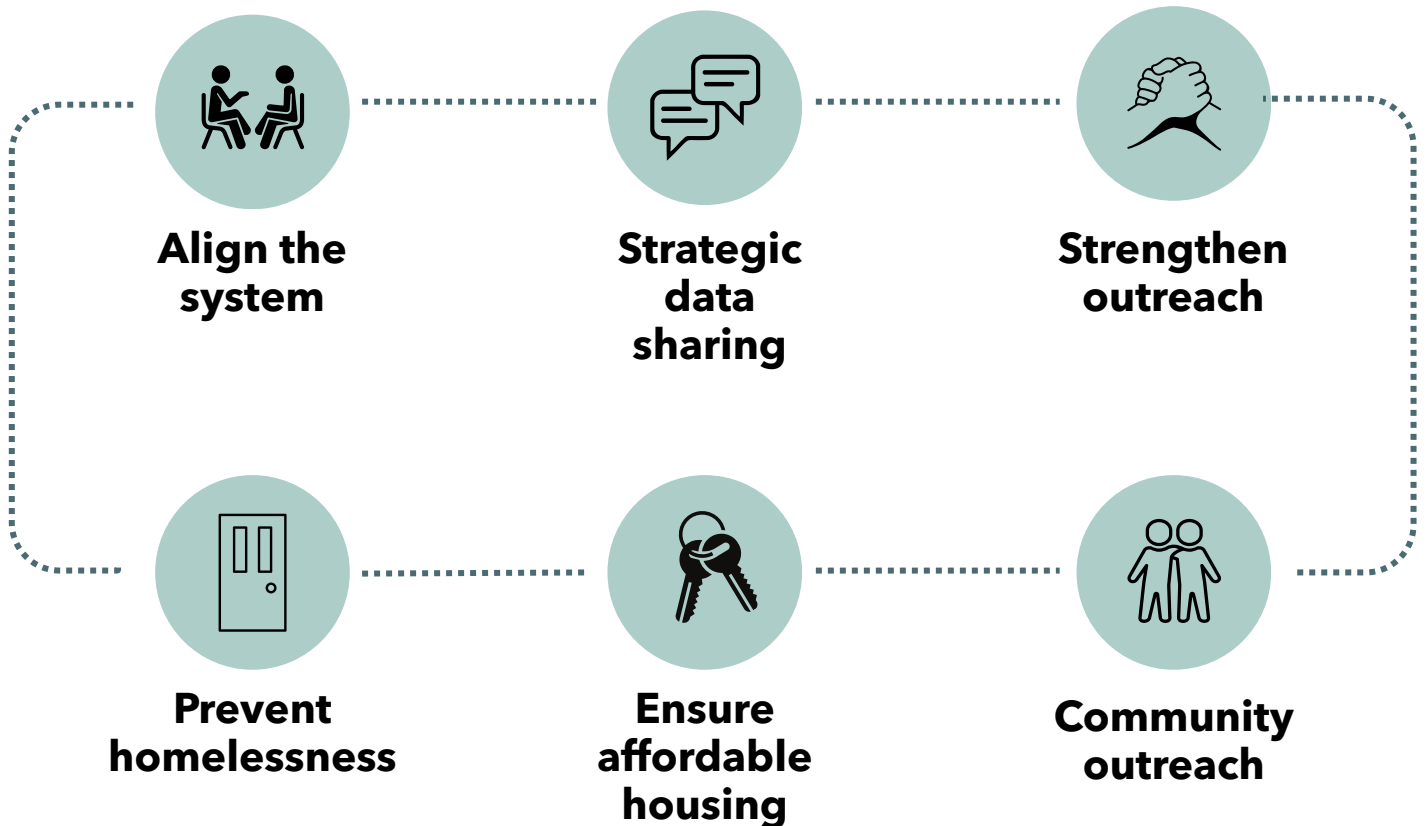 Align the
system
Strategic
data
sharing
Strengthen
outreach
Prevent
homelessness
Ensure
affordable
housing
Community
outreach